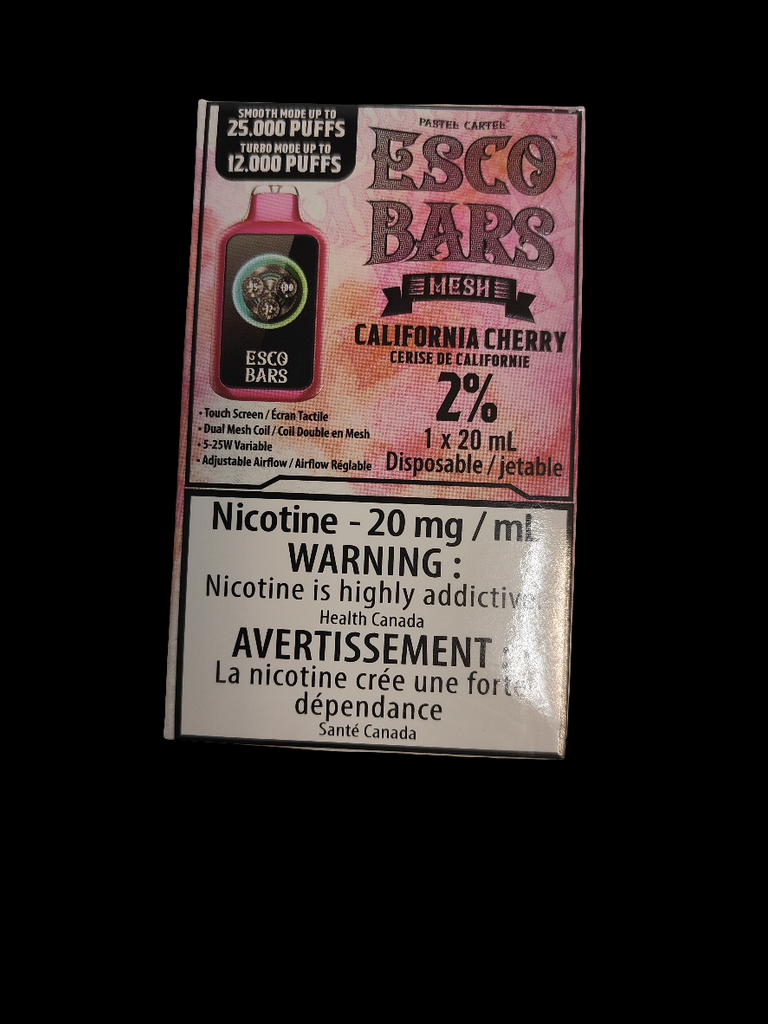 SMOOTH MODE UP TO
25.000 PUFFS
TURBO MODE UP TO
12.000 PUFFS
PASTEL CARTEL™
ESCO
BARS™
MESH
CALIFORNIA CHERRY
CERISE DE CALIFORNIE
2%
1 x 20 mL
Disposable / jetable
ESCO
BARS
• Touch Screen / Écran Tactile
• Dual Mesh Coil / Coil Double en Mesh
• 5-25W Variable
• Adjustable Airflow / Airflow Réglable
Nicotine - 20 mg / mL
WARNING :
Nicotine is highly addictive.
Health Canada
AVERTISSEMENT :
La nicotine crée une forte
dépendance
Santé Canada